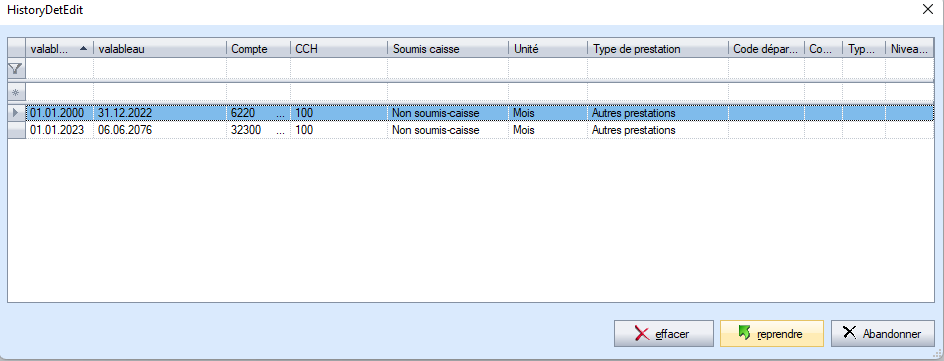 HistoryDetEdit
valabl... valableau Compte CCH Soumis caisse Unité Type de prestation Code dépar... Co... Typ... Nivea...
01.01.2000 31.12.2022 6220 ... 100 Non soumis-caisse Mois Autres prestations
01.01.2023 06.06.2076 32300 ... 100 Non soumis-caisse Mois Autres prestations
effacer reprendre Abandonner